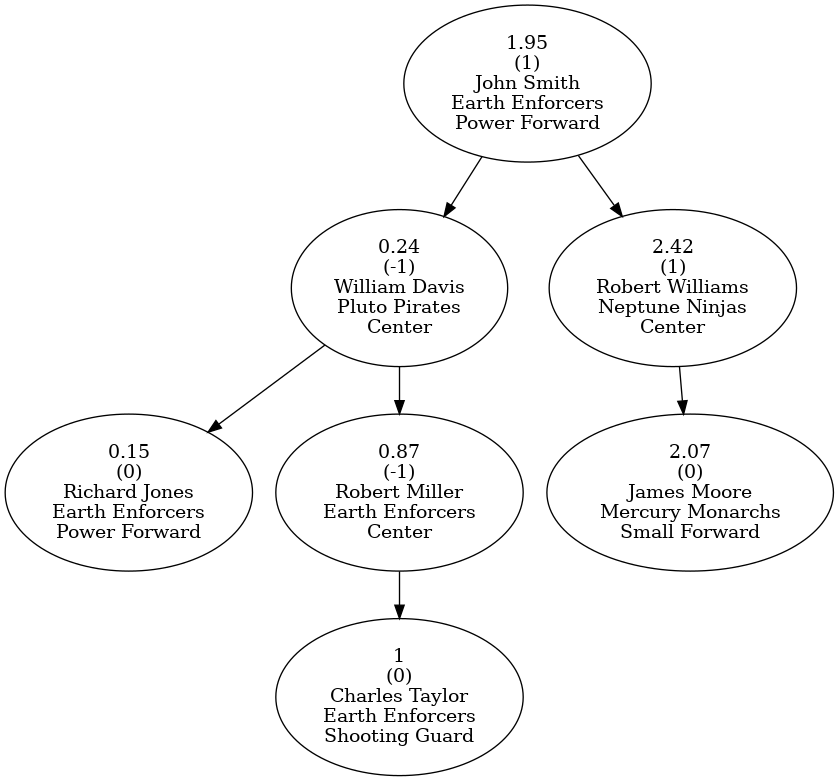 1.95
(1)
John Smith
Earth Enforcers
Power Forward
0.24
(-1)
William Davis
Pluto Pirates
Center
2.42
(1)
Robert Williams
Neptune Ninjas
Center
0.15
(0)
Richard Jones
Earth Enforcers
Power Forward
0.87
(-1)
Robert Miller
Earth Enforcers
Center
2.07
(0)
James Moore
Mercury Monarchs
Small Forward
1
(0)
Charles Taylor
Earth Enforcers
Shooting Guard